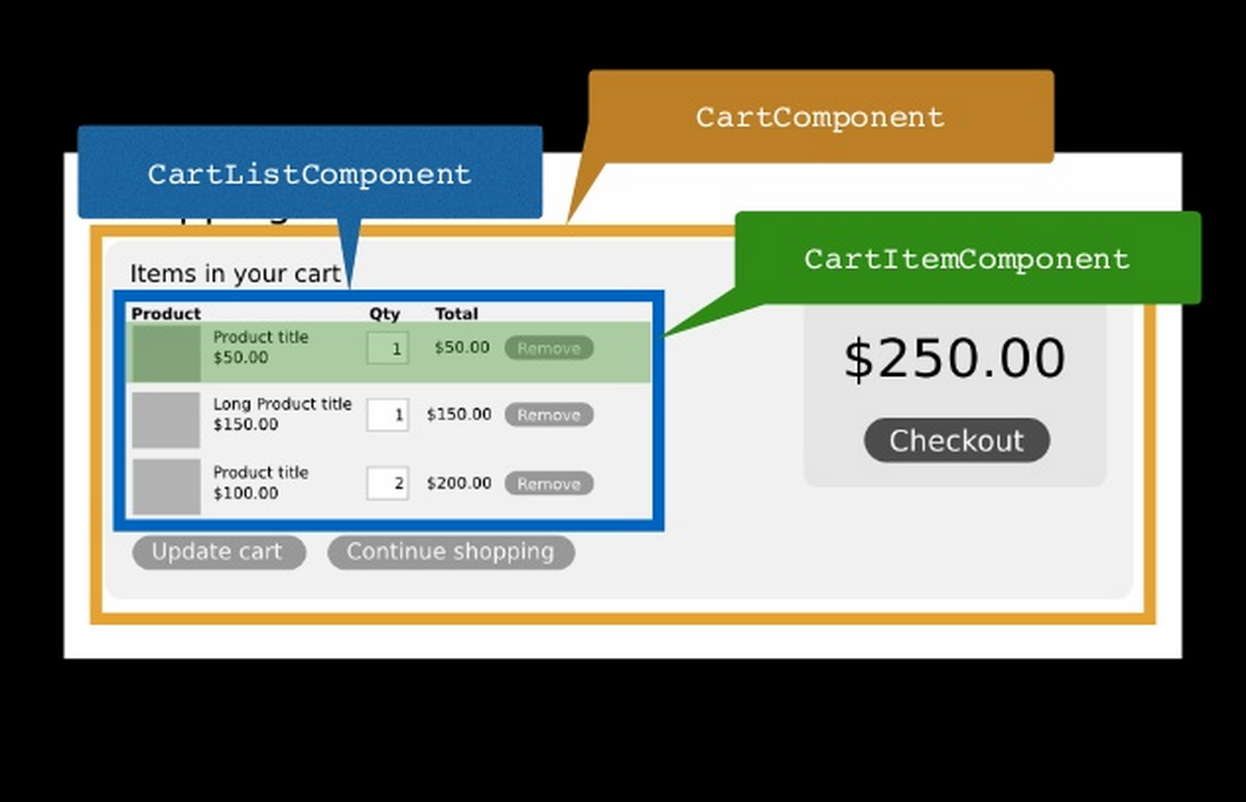 CartComponent
CartListComponent
CartItemComponent
Items in your cart
Product Qty Total
Product title
$50.00
1 $50.00 Remove
Long Product title
$150.00
1 $150.00 Remove
Product title
$100.00
2 $200.00 Remove
Update cart Continue shopping
$250.00
Checkout